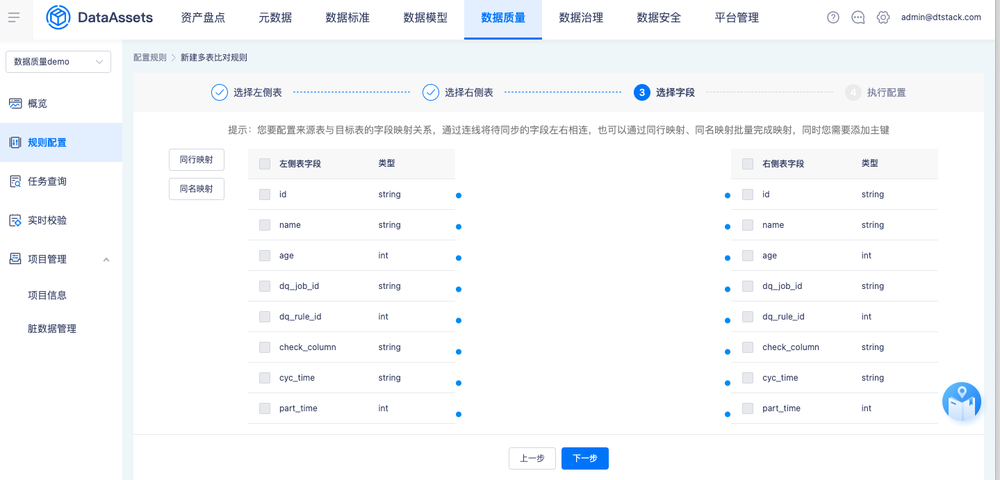 DataAssets 资产盘点 元数据 数据标准 数据模型 数据质量 数据治理 数据安全 平台管理 admin@dtstack.com
数据质量demo
概览
规则配置
任务查询
实时校验
项目管理
项目信息
脏数据管理
配置规则 > 新建多表比对规则
选择左侧表 选择右侧表 3 选择字段 4 执行配置
提示：您要配置来源表与目标表的字段映射关系，通过连线将待同步的字段左右相连，也可以通过同行映射、同名映射批量完成映射，同时您需要添加主键
同行映射
同名映射
左侧表字段 类型
id string
name string
age int
dq_job_id string
dq_rule_id int
check_column string
cyc_time string
part_time int
右侧表字段 类型
id string
name string
age int
dq_job_id string
dq_rule_id int
check_column string
cyc_time string
part_time int
上一步 下一步